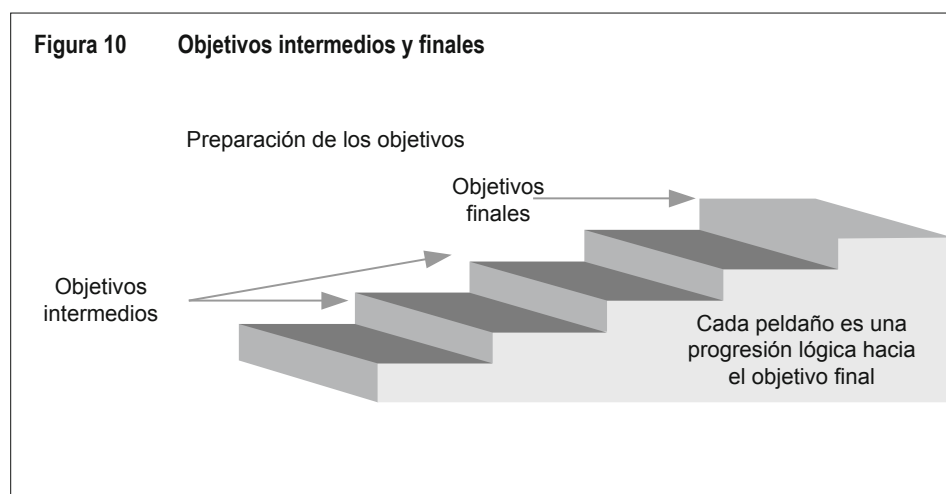 Figura 10 Objetivos intermedios y finales
Preparación de los objetivos
Objetivos
finales
Objetivos
intermedios
Cada peldaño es una
progresión lógica hacia
el objetivo final